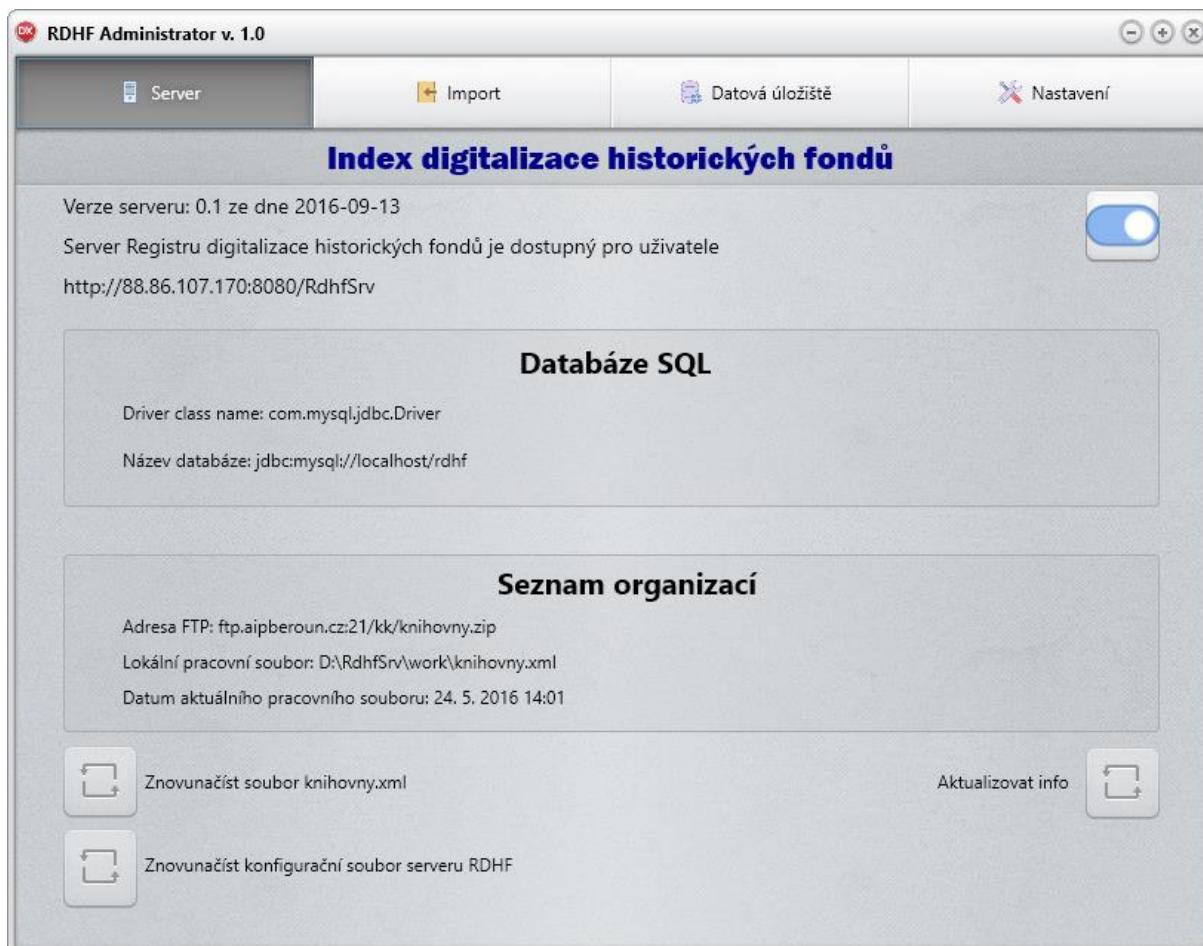 RDHF Administrator v. 1.0
Server
Import
Datová úložiště
Nastavení
Index digitalizace historických fondů
Verze serveru: 0.1 ze dne 2016-09-13
Server Registru digitalizace historických fondů je dostupný pro uživatele
http://88.86.107.170:8080/RdhfSrv
Databáze SQL
Driver class name: com.mysql.jdbc.Driver
Název databáze: jdbc:mysql://localhost/rdhf
Seznam organizací
Adresa FTP: ftp.aipberoun.cz:21/kk/knihovny.zip
Lokální pracovní soubor: D:\RdhfSrv\work\knihovny.xml
Datum aktuálního pracovního souboru: 24. 5. 2016 14:01
Znovunačíst soubor knihovny.xml
Aktualizovat info
Znovunačíst konfigurační soubor serveru RDHF